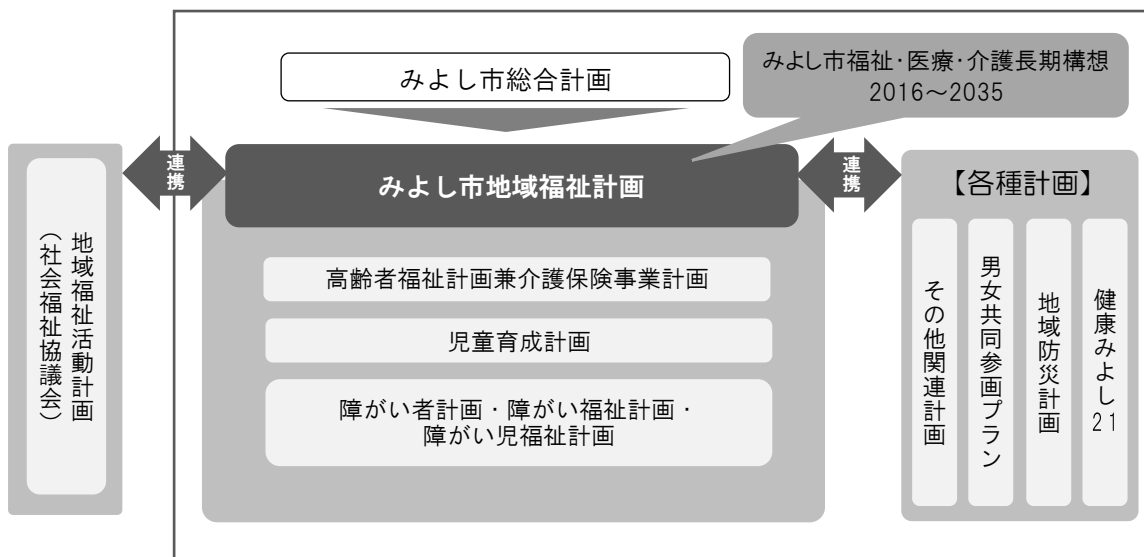 みよし市総合計画
みよし市福祉・医療・介護長期構想
2016～2035
連携
みよし市地域福祉計画
連携
地域福祉活動計画
（社会福祉協議会）
高齢者福祉計画兼介護保険事業計画
児童育成計画
障がい者計画・障がい福祉計画・
障がい児福祉計画
【各種計画】
健康みよし21
地域防災計画
男女共同参画プラン
その他関連計画